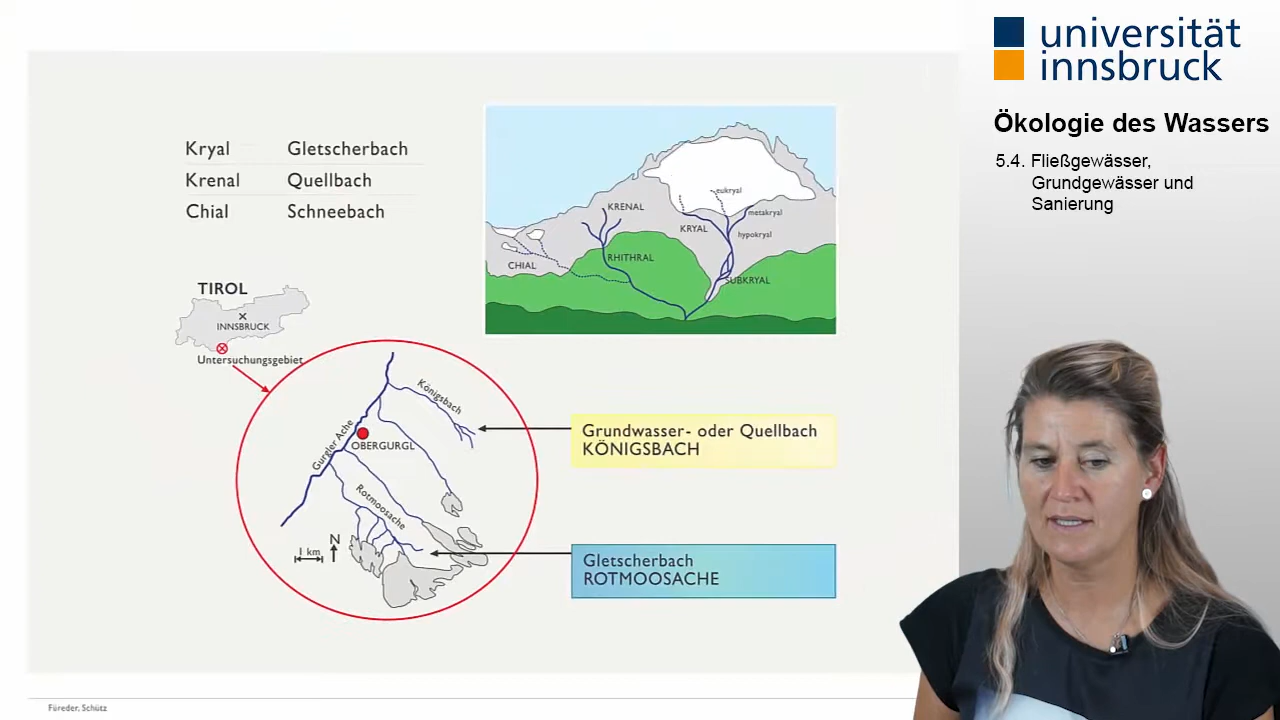 universität
innsbruck
Ökologie des Wassers
5.4. Fließgewässer,
Grundgewässer und
Sanierung
Kryal Gletscherbach
Krenal Quellbach
Chial Schneebach
eukryal
KRENAL
metakryal
KRYAL
hypokryal
RHITHRAL
CHIAL
SUBKRYAL
TIROL
INNSBRUCK
Untersuchungsgebiet
Königsbach
Gurgler Ache
OBERGURGL
Rotmoosache
N
1 km
Grundwasser- oder Quellbach
KÖNIGSBACH
Gletscherbach
ROTMOOSACHE
Füreder, Schütz